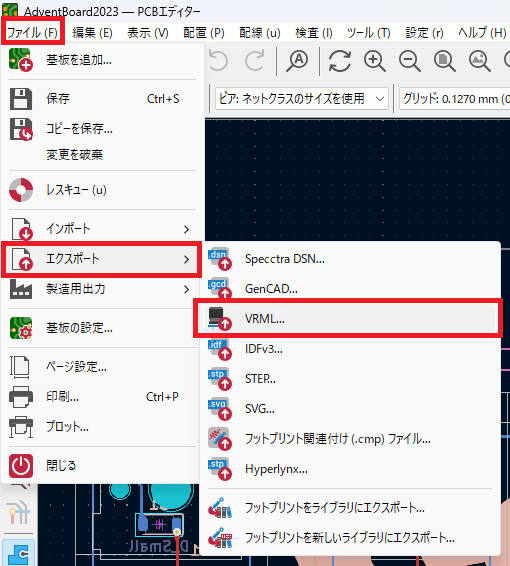 AdventBoard2023 — PCBエディター
ファイル (F) 編集 (E) 表示 (V) 配置 (P) 配線 (u) 検査 (I) ツール (T) 設定 (r) ヘルプ (H)
基板を追加...
保存 Ctrl+S
コピーを保存...
変更を破棄
レスキュー (u)
インポート
エクスポート
製造用出力
基板の設定...
ページ設定...
印刷... Ctrl+P
プロット...
閉じる
ビア: ネットクラスのサイズを使用
グリッド: 0.1270 mm (0
dsn Specctra DSN...
gcd GenCAD...
VRML...
idf IDFv3...
stp STEP...
svg SVG...
フットプリント関連付け (.cmp) ファイル...
stp Hyperlynx...
フットプリントをライブラリにエクスポート...
フットプリントを新しいライブラリにエクスポート...